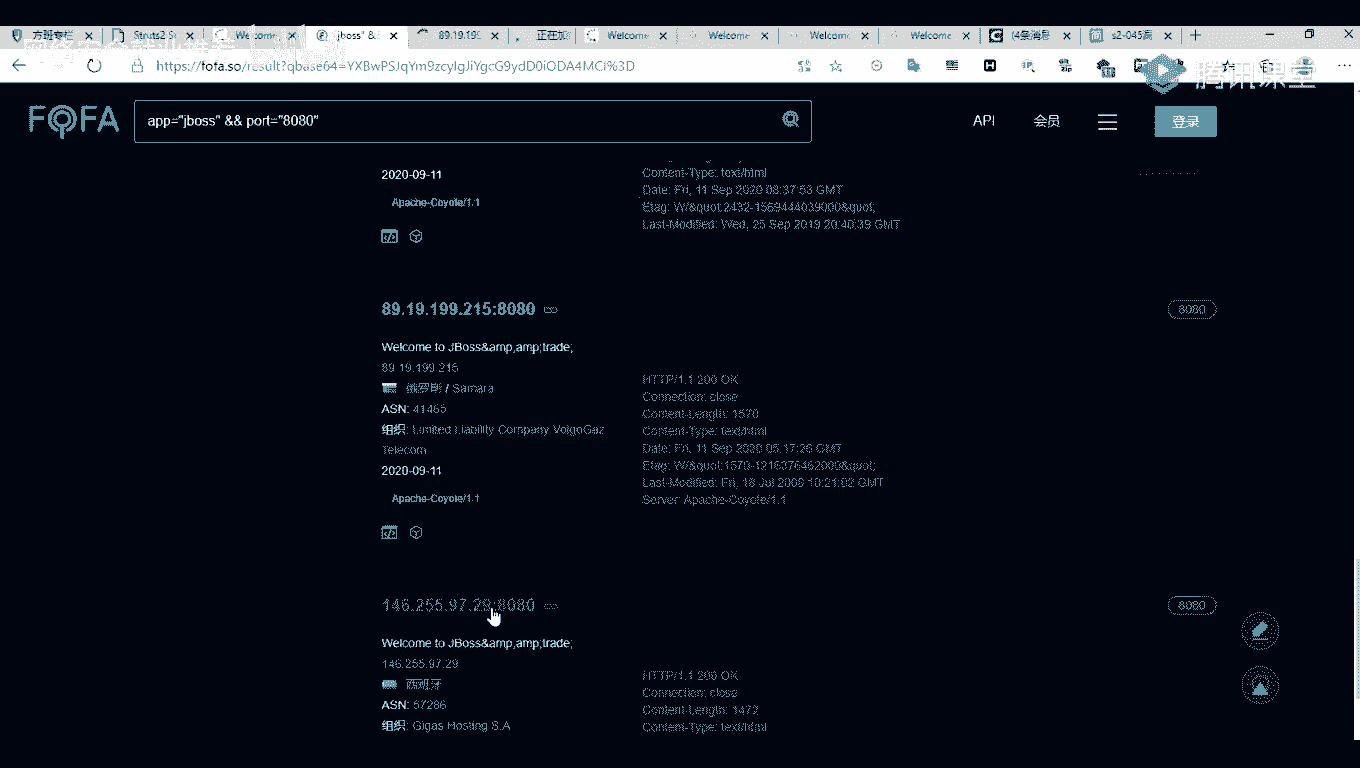 Struts2 S
Welcome
jboss" &&
89.19.199
正在加
Welcome
Welcome
Welcome
Welcome
(4条消息
s2-045漏
https://fofa.so/result?qbase64=YXBwPSJqYm9zcyIgJiYgcG9ydD0iODA4MCI%3D
腾讯课堂
FOFA
app="jboss" && port="8080"
API
会员
登录
2020-09-11
Apache-Coyote/1.1
Content-Type: text/html
Date: Fri, 11 Sep 2020 08:37:53 GMT
Etag: W/&quot;2432-1569444039000&quot;
Last-Modified: Wed, 25 Sep 2019 20:40:39 GMT
89.19.199.215:8080
8080
Welcome to JBoss&amp;amp;trade;
89.19.199.215
俄罗斯 / Samara
ASN: 41465
组织: Limited Liability Company VolgoGaz
Telecom
2020-09-11
Apache-Coyote/1.1
HTTP/1.1 200 OK
Connection: close
Content-Length: 1570
Content-Type: text/html
Date: Fri, 11 Sep 2020 05:17:26 GMT
Etag: W/&quot;1570-1216376462000&quot;
Last-Modified: Fri, 18 Jul 2008 10:21:02 GMT
Server: Apache-Coyote/1.1
146.255.97.29:8080
8080
Welcome to JBoss&amp;amp;trade;
146.255.97.29
西班牙
ASN: 57286
组织: Gigas Hosting S.A
HTTP/1.1 200 OK
Connection: close
Content-Length: 1472
Content-Type: text/html